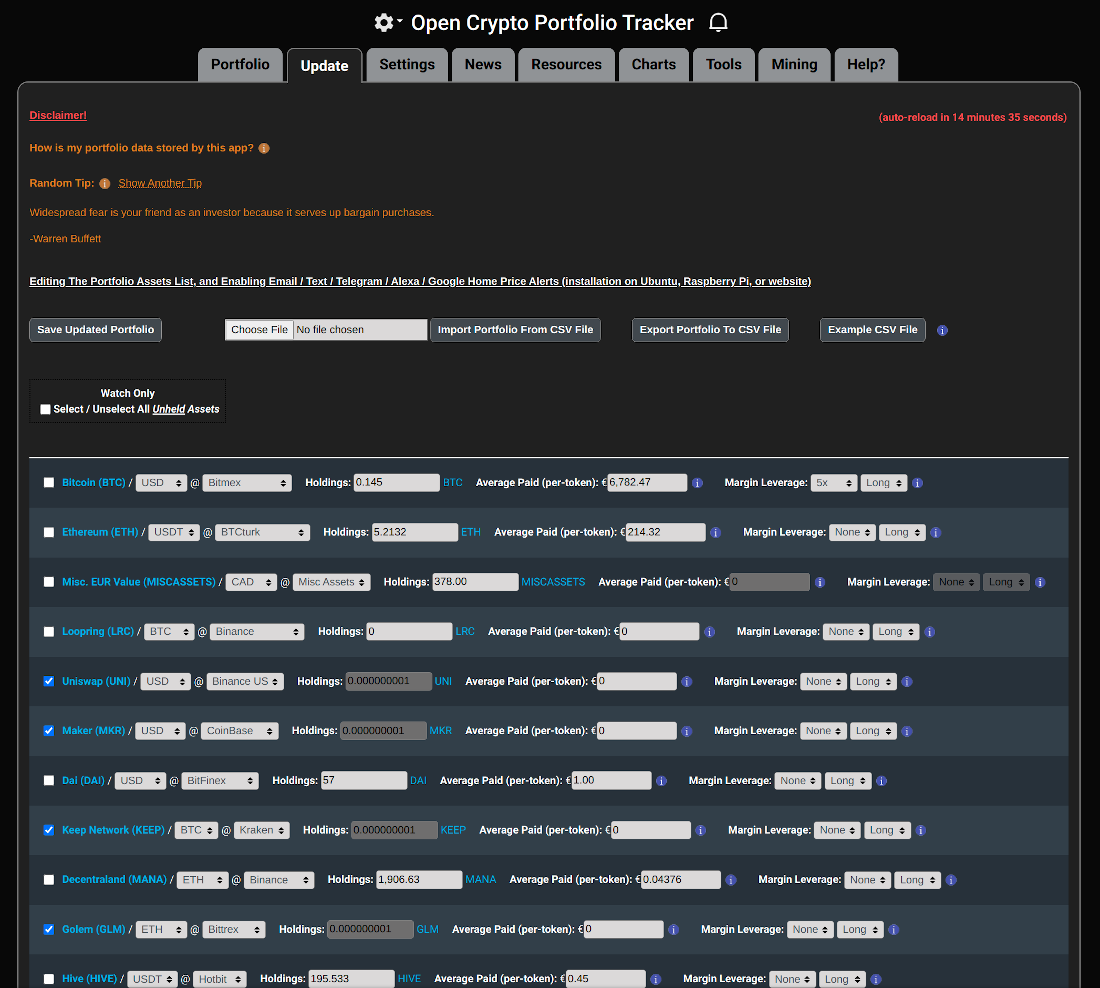 Open Crypto Portfolio Tracker
Portfolio Update Settings News Resources Charts Tools Mining Help?
Disclaimer! (auto-reload in 14 minutes 35 seconds)
How is my portfolio data stored by this app? i
Random Tip: i Show Another Tip
Widespread fear is your friend as an investor because it serves up bargain purchases.
-Warren Buffett
Editing The Portfolio Assets List, and Enabling Email / Text / Telegram / Alexa / Google Home Price Alerts (installation on Ubuntu, Raspberry Pi, or website)
Save Updated Portfolio Choose File No file chosen Import Portfolio From CSV File Export Portfolio To CSV File Example CSV File i
Watch Only
Select / Unselect All Unheld Assets
Bitcoin (BTC) / USD @ Bitmex Holdings: 0.145 BTC Average Paid (per-token): €6,782.47 i Margin Leverage: 5x Long i
Ethereum (ETH) / USDT @ BTCturk Holdings: 5.2132 ETH Average Paid (per-token): €214.32 i Margin Leverage: None Long i
Misc. EUR Value (MISCASSETS) / CAD @ Misc Assets Holdings: 378.00 MISCASSETS Average Paid (per-token): €0 i Margin Leverage: None Long i
Loopring (LRC) / BTC @ Binance Holdings: 0 LRC Average Paid (per-token): €0 i Margin Leverage: None Long i
Uniswap (UNI) / USD @ Binance US Holdings: 0.000000001 UNI Average Paid (per-token): €0 i Margin Leverage: None Long i
Maker (MKR) / USD @ CoinBase Holdings: 0.000000001 MKR Average Paid (per-token): €0 i Margin Leverage: None Long i
Dai (DAI) / USD @ BitFinex Holdings: 57 DAI Average Paid (per-token): €1.00 i Margin Leverage: None Long i
Keep Network (KEEP) / BTC @ Kraken Holdings: 0.000000001 KEEP Average Paid (per-token): €0 i Margin Leverage: None Long i
Decentraland (MANA) / ETH @ Binance Holdings: 1,906.63 MANA Average Paid (per-token): €0.04376 i Margin Leverage: None Long i
Golem (GLM) / ETH @ Bittrex Holdings: 0.000000001 GLM Average Paid (per-token): €0 i Margin Leverage: None Long i
Hive (HIVE) / USDT @ Hotbit Holdings: 195.533 HIVE Average Paid (per-token): €0.45 i Margin Leverage: None Long i